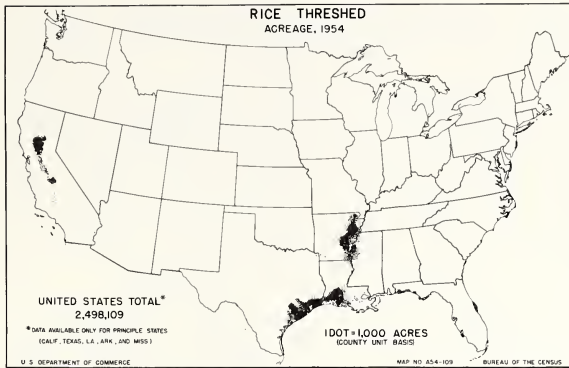 RICE THRESHED
ACREAGE, 1954
UNITED STATES TOTAL*
2,498,109
*DATA AVAILABLE ONLY FOR PRINCIPLE STATES
(CALIF, TEXAS, LA, ARK, AND MISS)
1 DOT = 1,000 ACRES
(COUNTY UNIT BASIS)
U S DEPARTMENT OF COMMERCE
MAP NO A54-109
BUREAU OF THE CENSUS